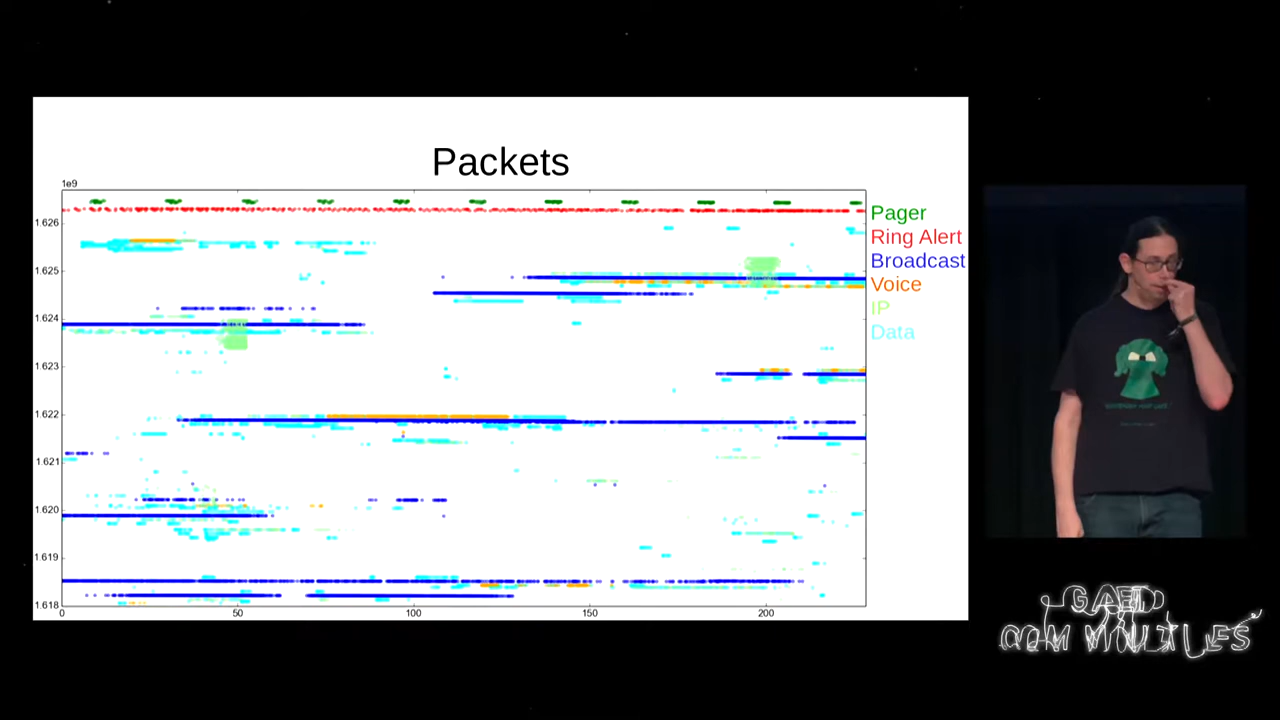 Packets
1e9
1.626
1.625
1.624
1.623
1.622
1.621
1.620
1.619
1.618
0
50
100
150
200
Pager
Ring Alert
Broadcast
Voice
IP
Data